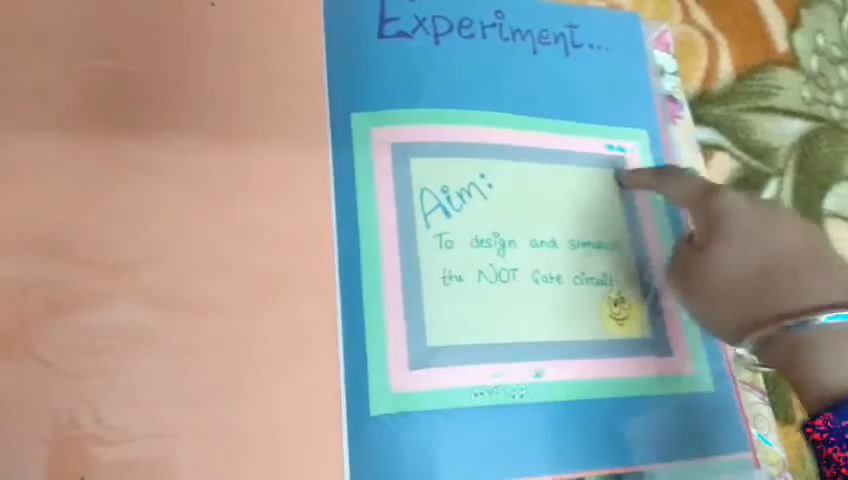 Experiment...
Aim:
To design and
the NOT Gate circuit